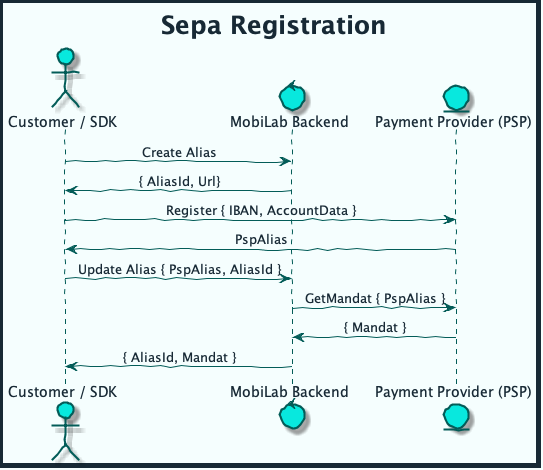 Sepa Registration
Customer / SDK
MobiLab Backend
Payment Provider (PSP)
Create Alias
{ AliasId, Url}
Register { IBAN, AccountData }
PspAlias
Update Alias { PspAlias, AliasId }
GetMandat { PspAlias }
{ Mandat }
{ AliasId, Mandat }
Customer / SDK
MobiLab Backend
Payment Provider (PSP)